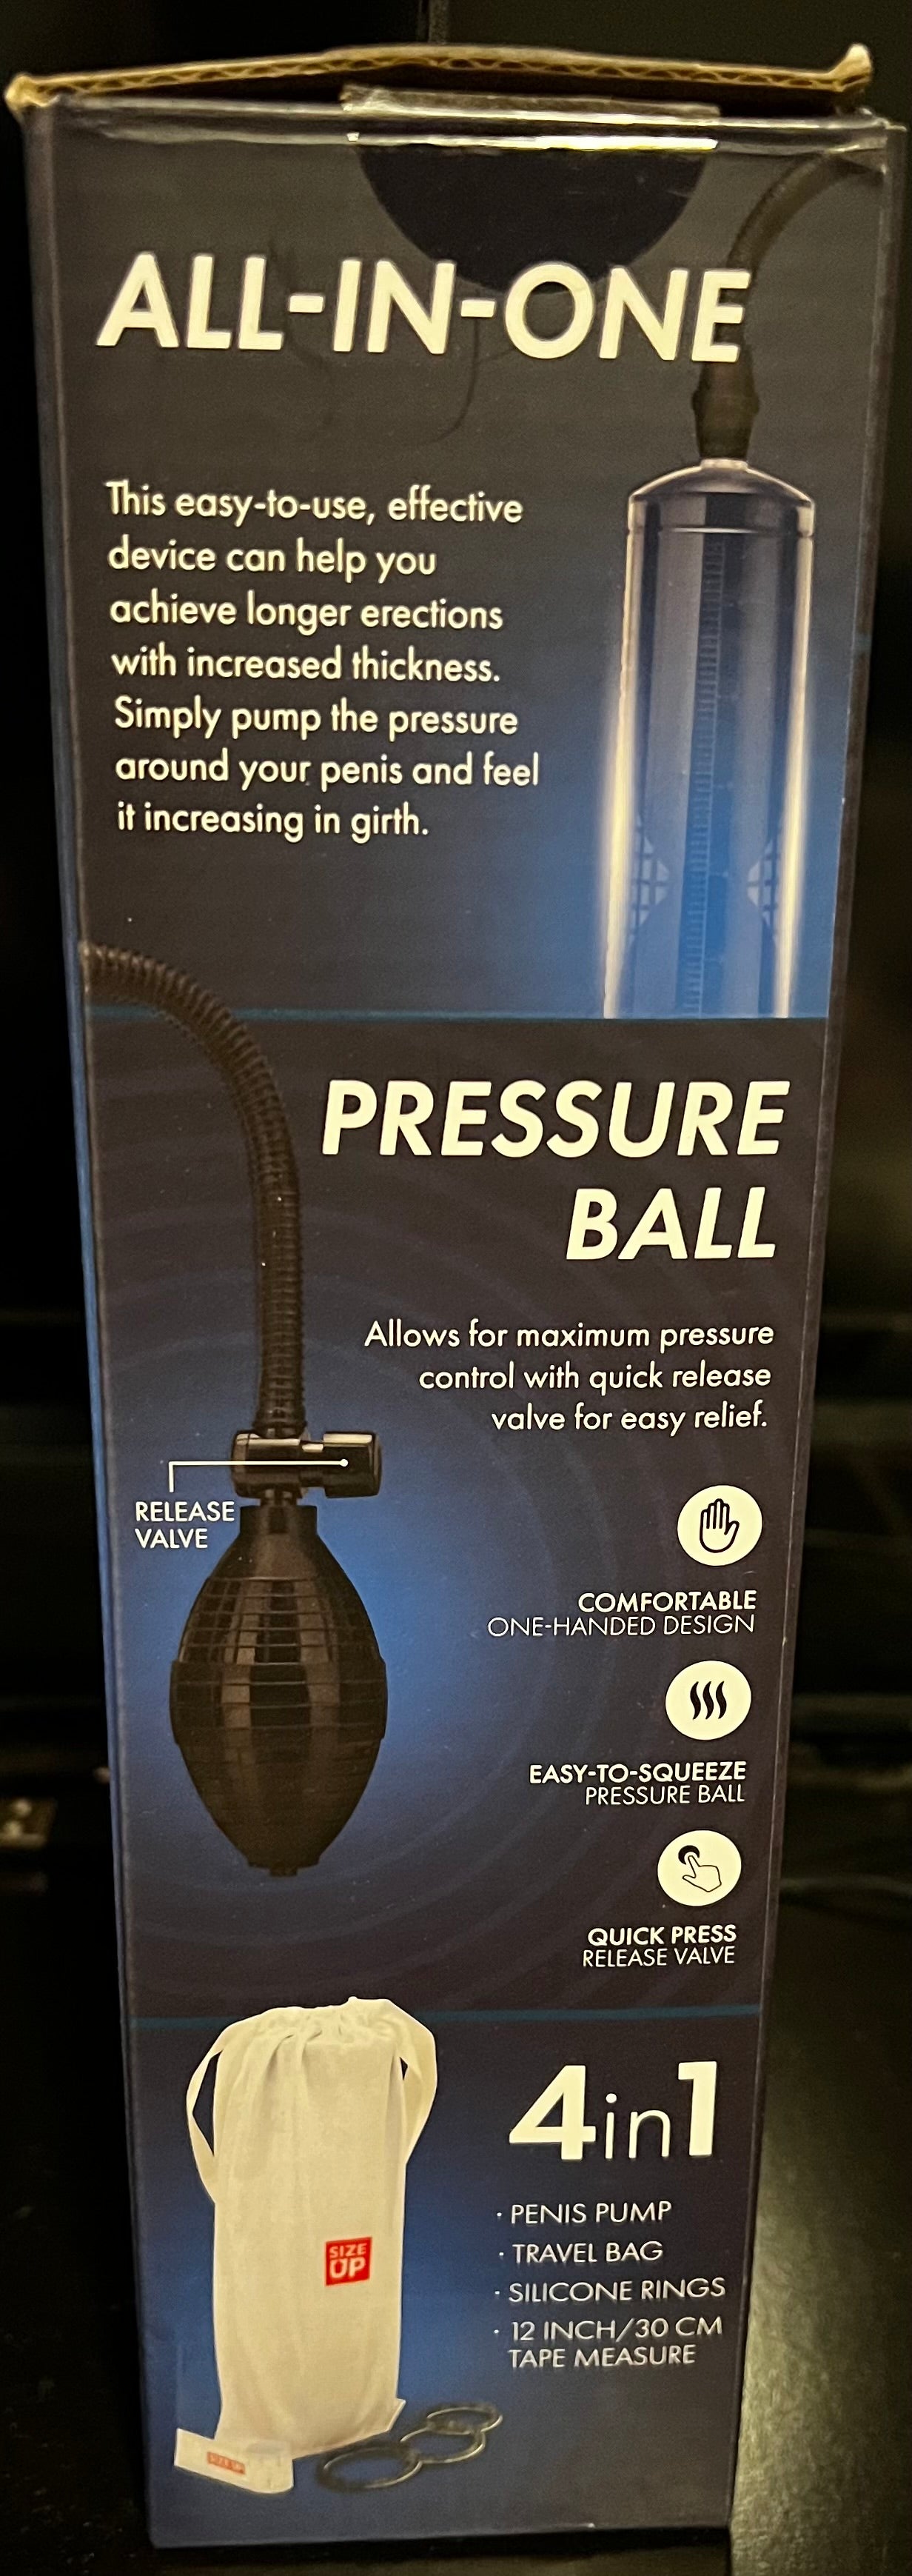 ALL-IN-ONE
This easy-to-use, effective
device can help you
achieve longer erections
with increased thickness.
Simply pump the pressure
around your penis and feel
it increasing in girth.
PRESSURE
BALL
Allows for maximum pressure
control with quick release
valve for easy relief.
RELEASE
VALVE
COMFORTABLE
ONE-HANDED DESIGN
EASY-TO-SQUEEZE
PRESSURE BALL
QUICK PRESS
RELEASE VALVE
4in1
· PENIS PUMP
· TRAVEL BAG
· SILICONE RINGS
· 12 INCH/30 CM
TAPE MEASURE
SIZE
UP
SIZE UP